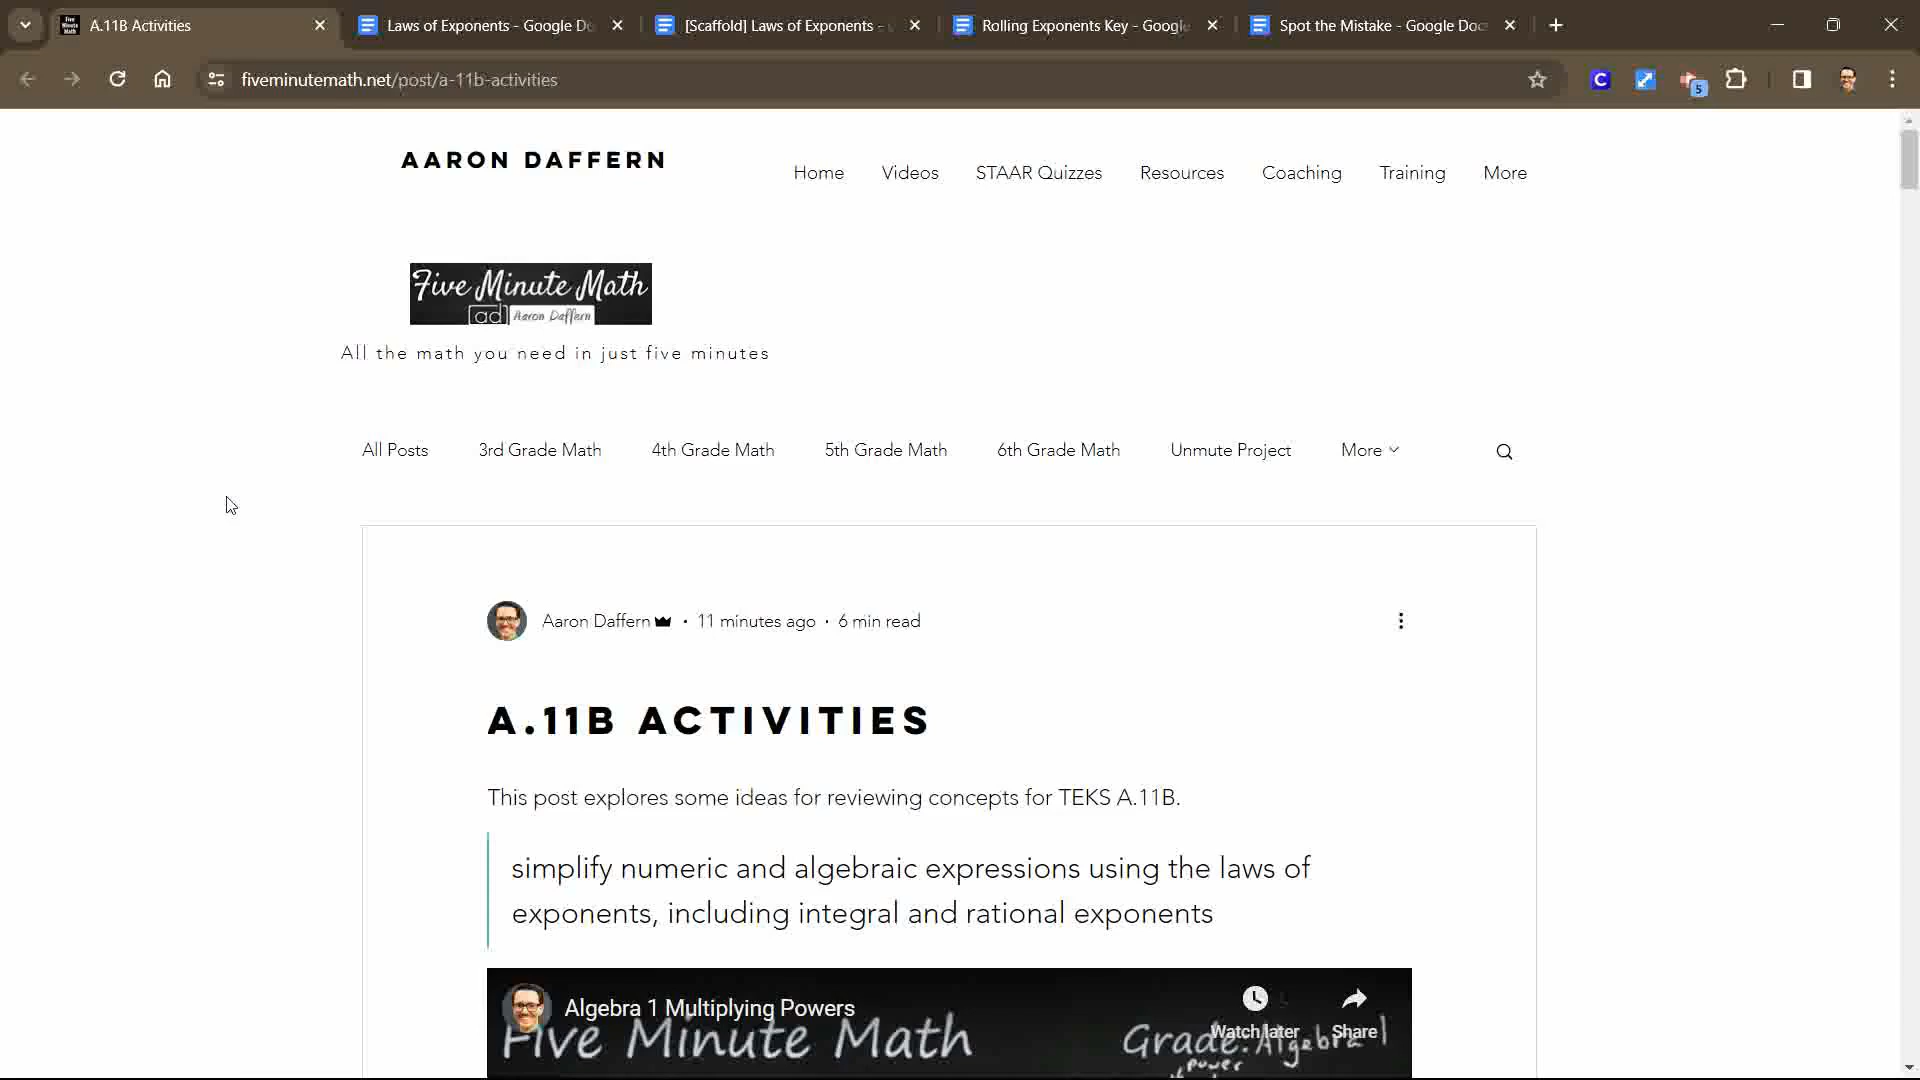 A.11B Activities
Laws of Exponents - Google Do
[Scaffold] Laws of Exponents -
Rolling Exponents Key - Google
Spot the Mistake - Google Doc
fiveminutemath.net/post/a-11b-activities
5
AARON DAFFERN
Home
Videos
STAAR Quizzes
Resources
Coaching
Training
More
Five Minute Math
ad Aaron Daffern
All the math you need in just five minutes
All Posts
3rd Grade Math
4th Grade Math
5th Grade Math
6th Grade Math
Unmute Project
More
Aaron Daffern · 11 minutes ago · 6 min read
A.11B ACTIVITIES
This post explores some ideas for reviewing concepts for TEKS A.11B.
simplify numeric and algebraic expressions using the laws of
exponents, including integral and rational exponents
Algebra 1 Multiplying Powers
Watch later
Share
Five Minute Math
Grade: Algebra 1
power